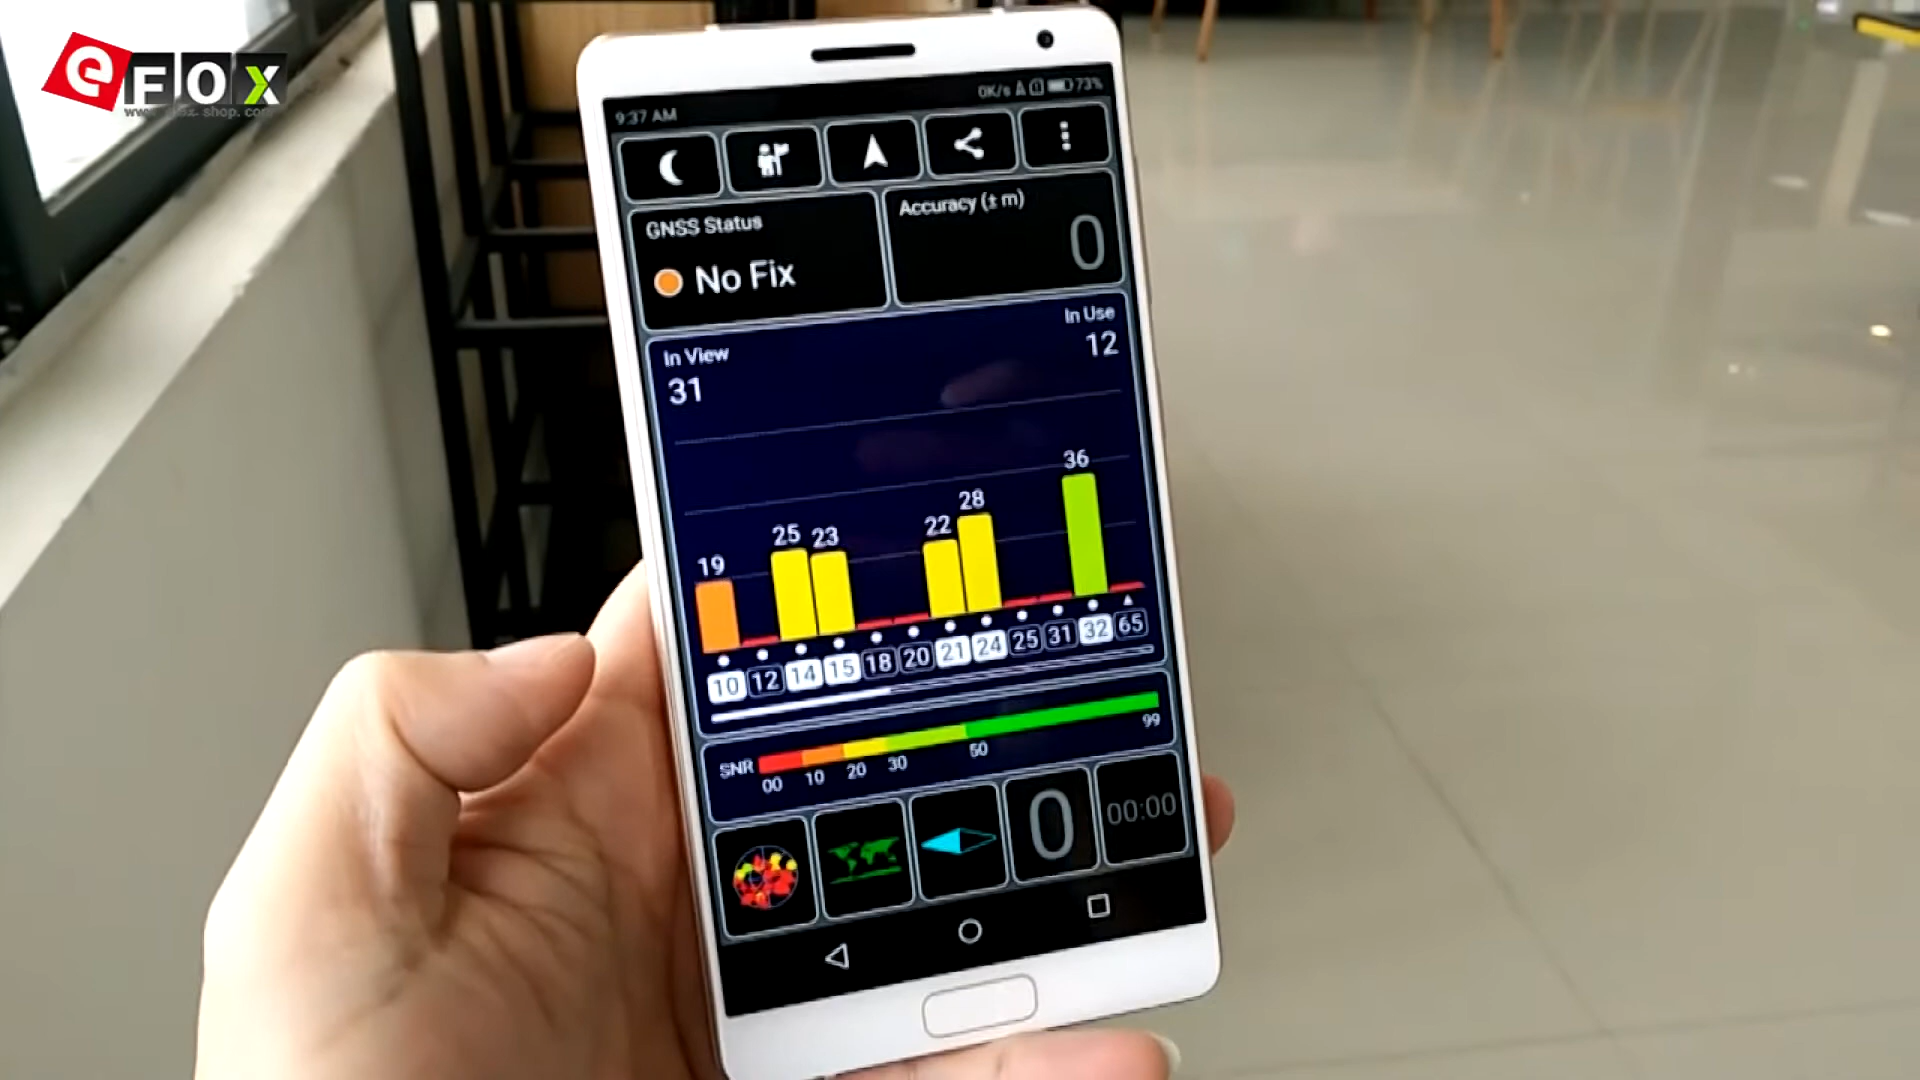 eFOX
9:37 AM
0K/s
73%
GNSS Status
No Fix
Accuracy (± m)
0
In View
31
In Use
12
19
25
23
22
28
36
10 12 14 15 18 20 21 24 25 31 32 65
SNR
00 10 20 30 50 99
0
00:00